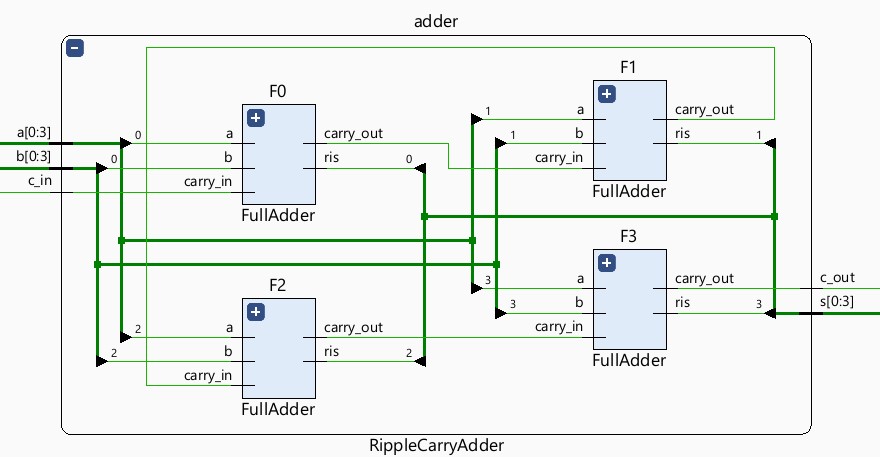 adder
F0
F1
a[0:3]
b[0:3]
c_in
0
0
a
b
carry_in
carry_out
ris
0
FullAdder
1
1
a
b
carry_in
carry_out
ris
1
FullAdder
F2
F3
2
2
a
b
carry_in
carry_out
ris
2
FullAdder
3
3
a
b
carry_in
carry_out
ris
3
c_out
s[0:3]
FullAdder
RippleCarryAdder